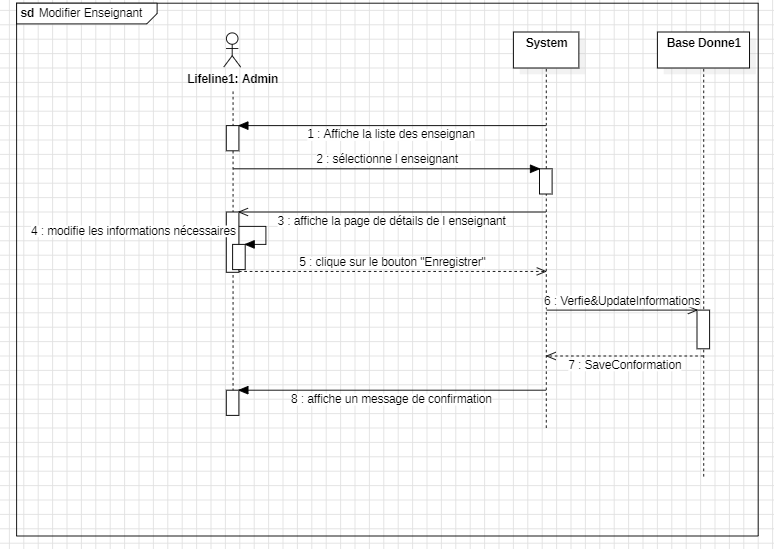 sd Modifier Enseignant
System
Base Donne1
Lifeline1: Admin
1 : Affiche la liste des enseignan
2 : sélectionne l enseignant
3 : affiche la page de détails de l enseignant
4 : modifie les informations nécessaires
5 : clique sur le bouton "Enregistrer"
6 : Verfie&UpdateInformations
7 : SaveConformation
8 : affiche un message de confirmation